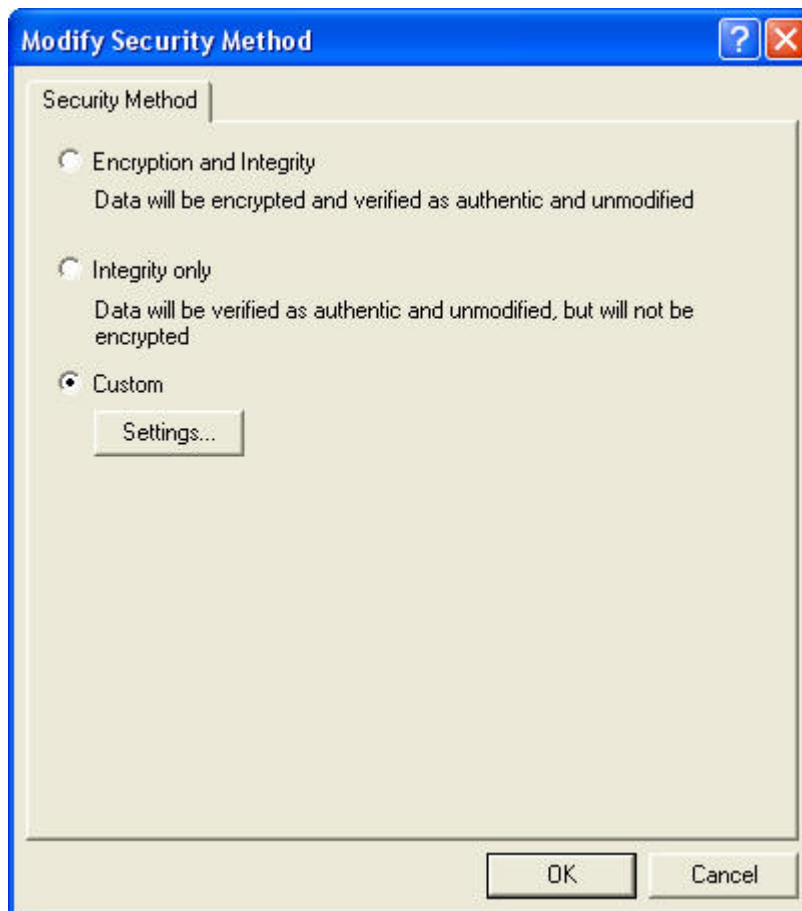 Modify Security Method
?
Security Method
Encryption and Integrity
Data will be encrypted and verified as authentic and unmodified
Integrity only
Data will be verified as authentic and unmodified, but will not be
encrypted
Custom
Settings...
OK
Cancel